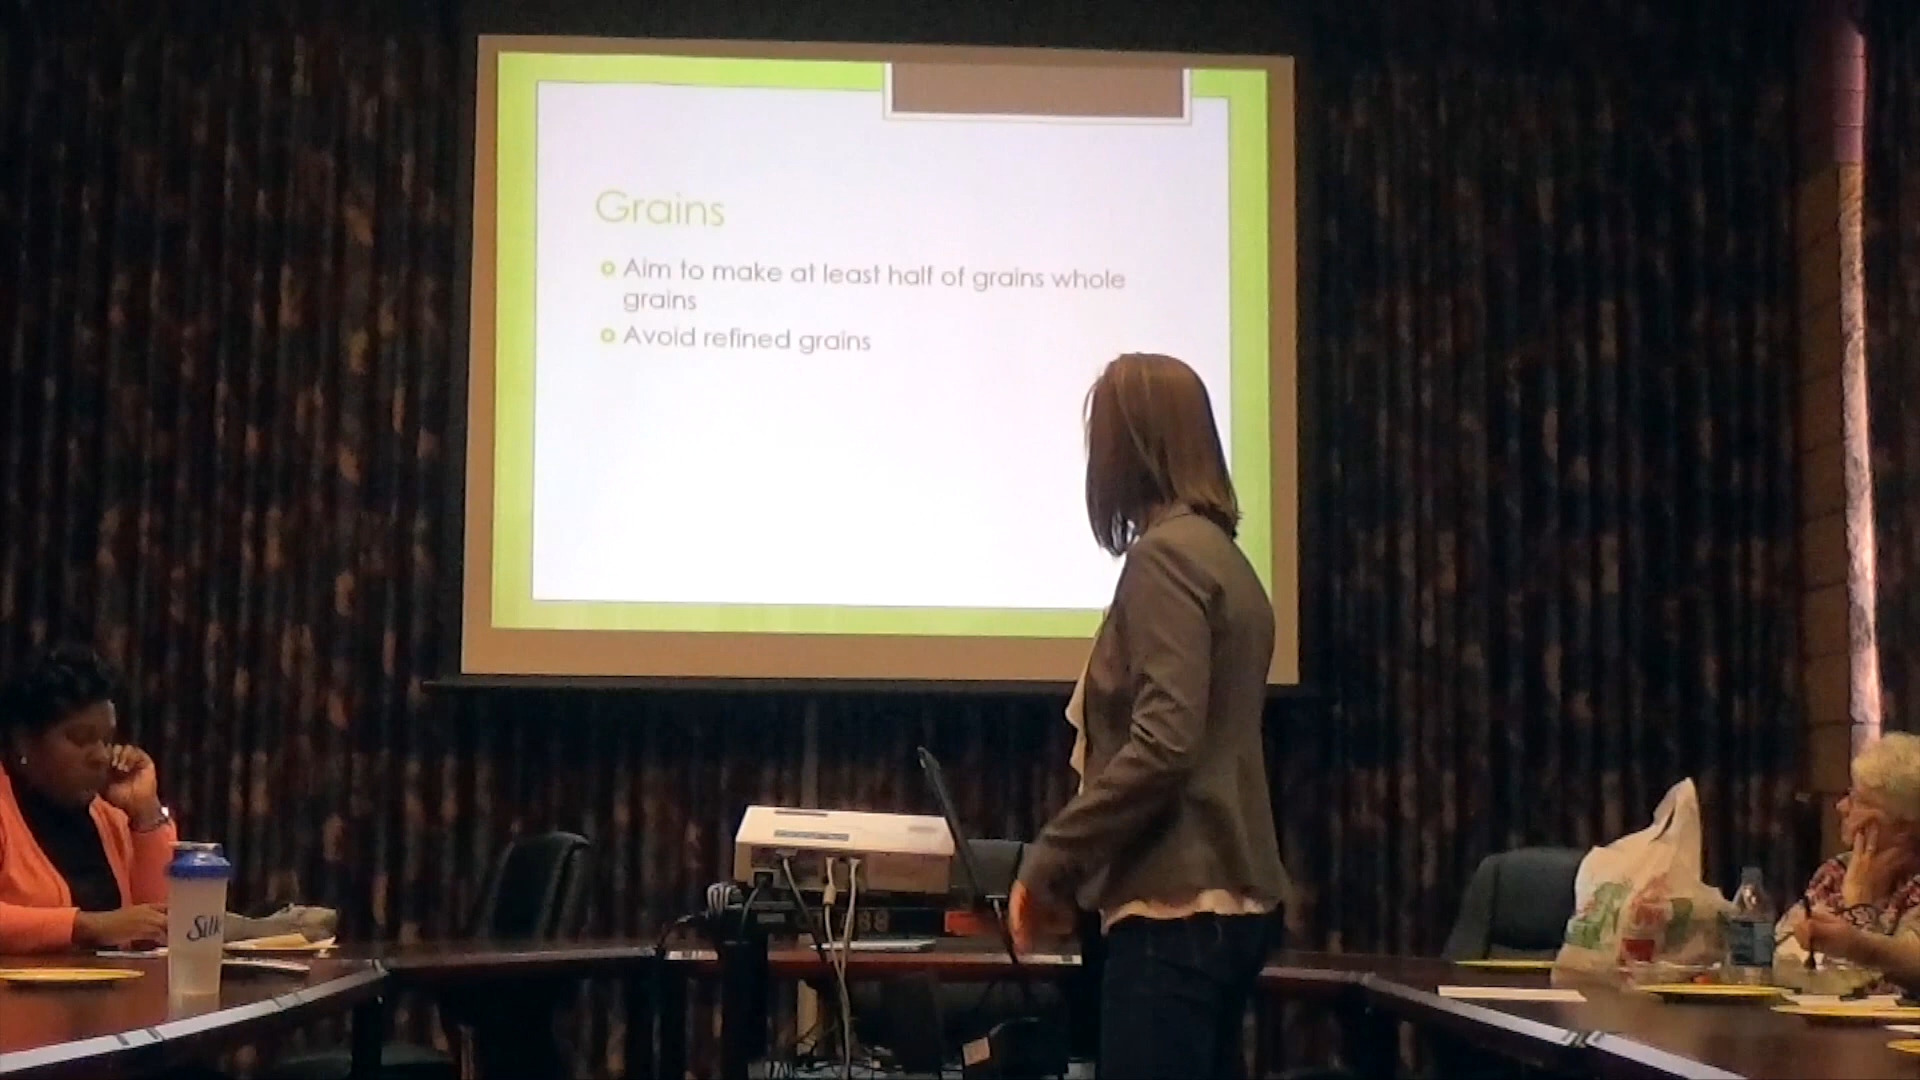 Grains
Aim to make at least half of grains whole
grains
Avoid refined grains
Silk